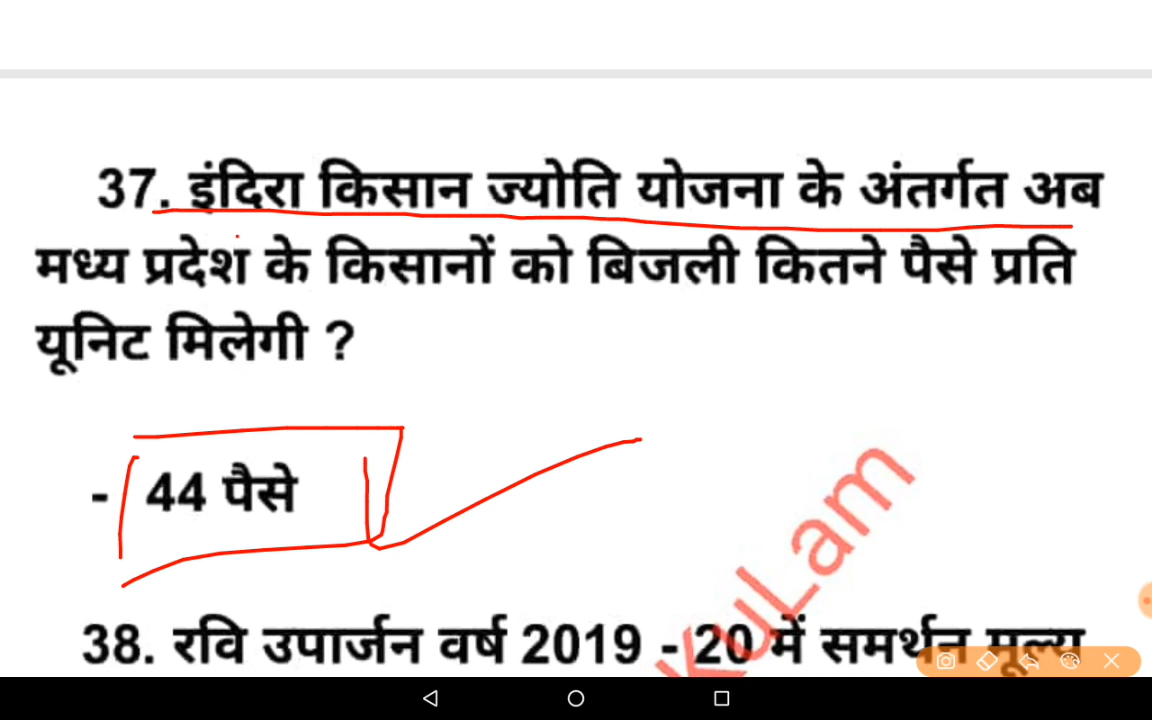 37. इंदिरा किसान ज्योति योजना के अंतर्गत अब
मध्य प्रदेश के किसानों को बिजली कितने पैसे प्रति
यूनिट मिलेगी ?
- 44 पैसे
KuLam
38. रवि उपार्जन वर्ष 2019 - 20 में समर्थन मूल्य